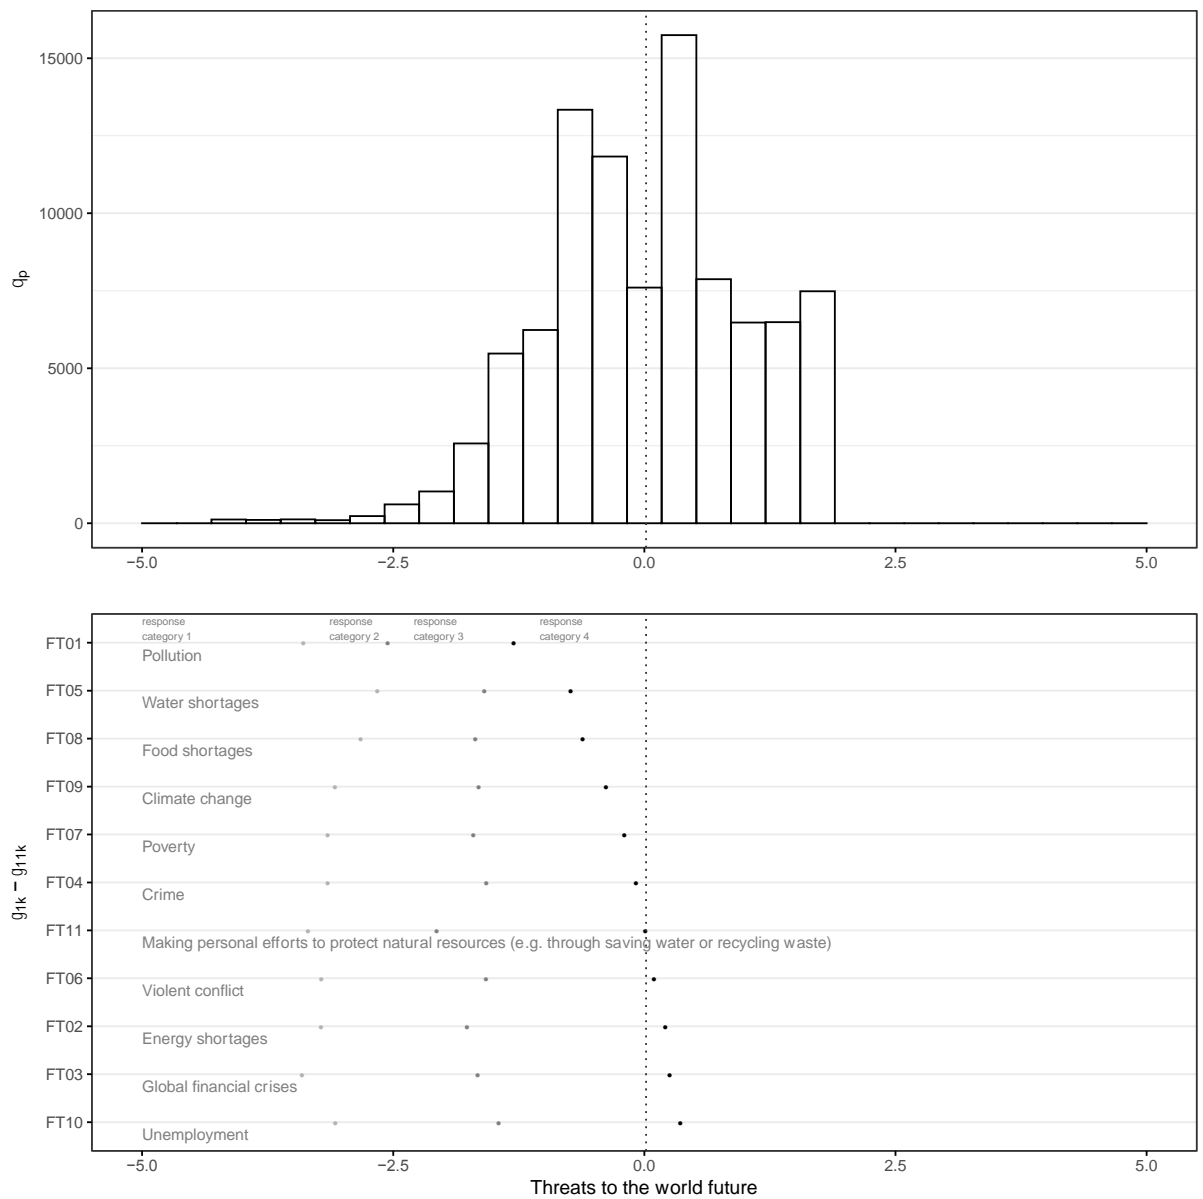 15000
10000
5000
0
qp
−5.0 −2.5 0.0 2.5 5.0
response response response response
category 1 category 2 category 3 category 4
FT01
Pollution
FT05
Water shortages
FT08
Food shortages
FT09
Climate change
FT07
Poverty
FT04
Crime
FT11
Making personal efforts to protect natural resources (e.g. through saving water or recycling waste)
FT06
Violent conflict
FT02
Energy shortages
FT03
Global financial crises
FT10
Unemployment
g1k − g11k
−5.0 −2.5 0.0 2.5 5.0
Threats to the world future